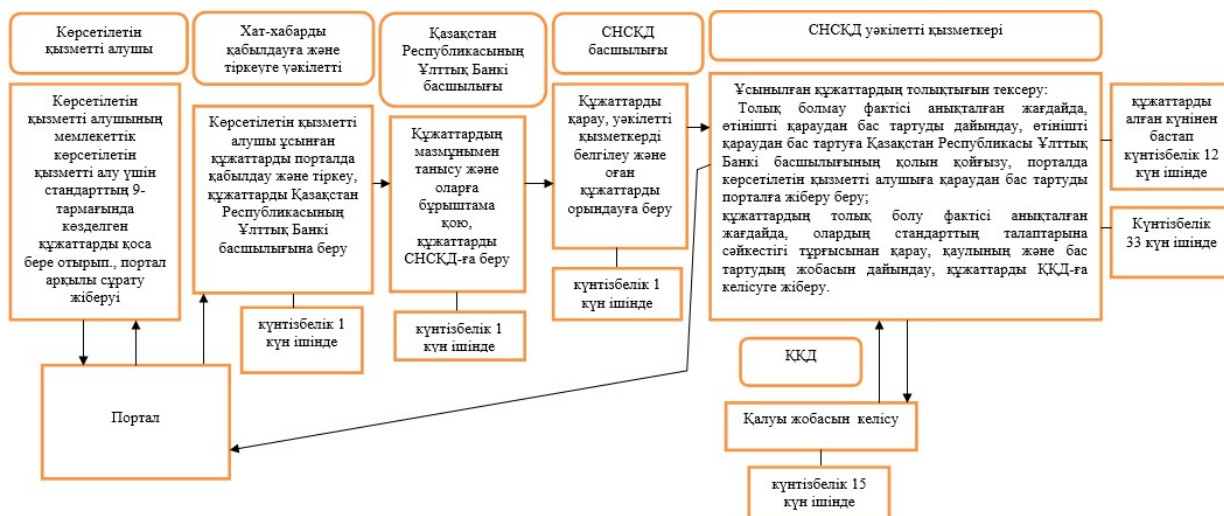 Көрсетілетін
қызметті алушы
Хат-хабарды
қабылдауға және
тіркеуге уәкілетті
Қазақстан
Республикасының
Ұлттық Банкі
басшылығы
СНСҚД
басшылығы
СНСҚД уәкілетті қызметкері
Көрсетілетін
қызметті
алушының
мемлекеттік
көрсетілетін
қызметті алу үшін
стандарттың 9-
тармағында
көзделген
құжаттарды қоса
бере отырып., портал
арқылы сұрату
жіберуі
Көрсетілетін қызметті
алушы ұсынған
құжаттарды порталда
қабылдау және тіркеу,
құжаттарды Қазақстан
Республикасының
Ұлттық Банкі
басшылығына беру
Құжаттардың
мазмұнымен
танысу және
оларға
бұрыштама
қою,
құжаттарды
СНСҚД-ға беру
Құжаттарды
қарау, уәкілетті
қызметкерді
белгілеу және
оған
құжаттарды
орындауға беру
Ұсынылған құжаттардың толықтығын тексеру:
Толық болмау фактісі анықталған жағдайда,
өтінішті қараудан бас тартуды дайындау, өтінішті
қараудан бас тартуға Қазақстан Республикасы Ұлттық
Банкі басшылығының қолын қойғызу, порталда
көрсетілетін қызметті алушыға қараудан бас тартуды
порталға жіберу беру;
құжаттардың толық болу фактісі анықталған
жағдайда, олардың стандарттың талаптарына
сәйкестігі тұрғысынан қарау, қаулының және бас
тартудың жобасын дайындау, құжаттарды ҚҚД-ға
келісуге жіберу.
құжаттарды
алған күнінен
бастап
күнтізбелік 12
күн ішінде
Күнтізбелік
33 күн ішінде
күнтізбелік 1
күн ішінде
күнтізбелік 1
күн ішінде
күнтізбелік 1
күн ішінде
Портал
ҚҚД
Қалуы жобасын келісу
күнтізбелік 15
күн ішінде